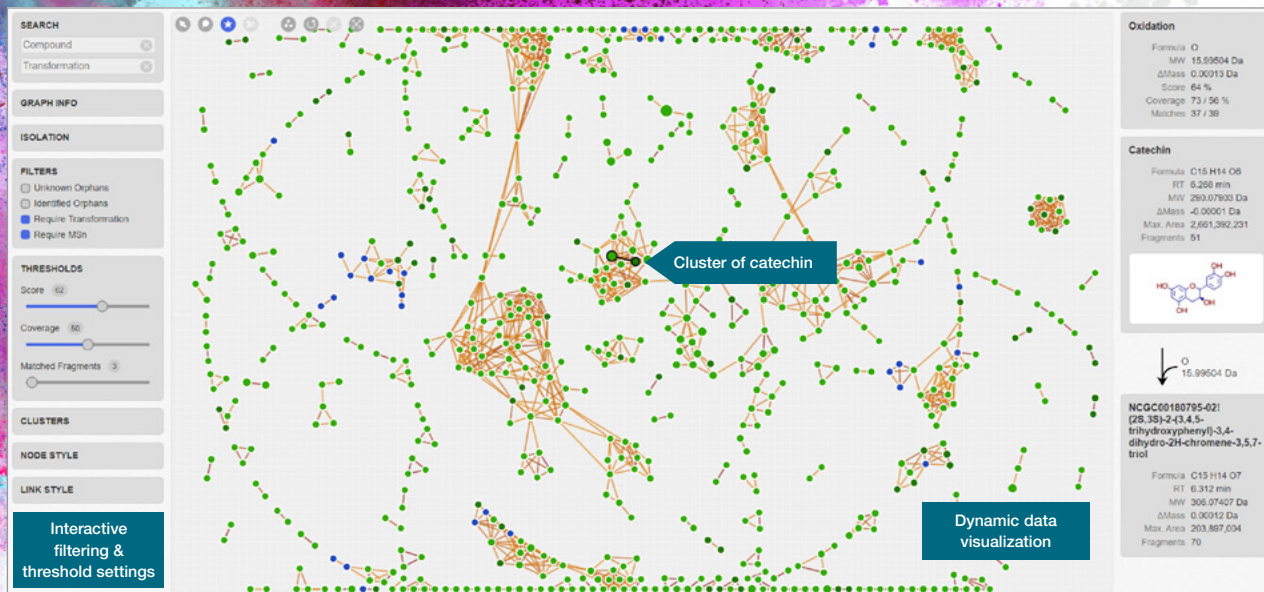 SEARCH
Compound
Transformation
GRAPH INFO
ISOLATION
FILTERS
Unknown Orphans
Identified Orphans
Require Transformation
Require MSn
THRESHOLDS
Score 62
Coverage 50
Matched Fragments 3
CLUSTERS
NODE STYLE
LINK STYLE
Interactive
filtering &
threshold settings
Cluster of catechin
Dynamic data
visualization
Oxidation
Formula O
MW 15.99504 Da
ΔMass 0.00013 Da
Score 64 %
Coverage 73 / 56 %
Matches 37 / 39
Catechin
Formula C15 H14 O6
RT 5.268 min
MW 290.07903 Da
ΔMass -0.00001 Da
Max. Area 2,661,392,231
Fragments 51
OH
OH
HO
O
OH
OH
O
15.99504 Da
NCGC00180795-02!
(2S,3S)-2-(3,4,5-
trihydroxyphenyl)-3,4-
dihydro-2H-chromene-3,5,7-
triol
Formula C15 H14 O7
RT 6.312 min
MW 306.07407 Da
ΔMass 0.00012 Da
Max. Area 203,897,004
Fragments 70